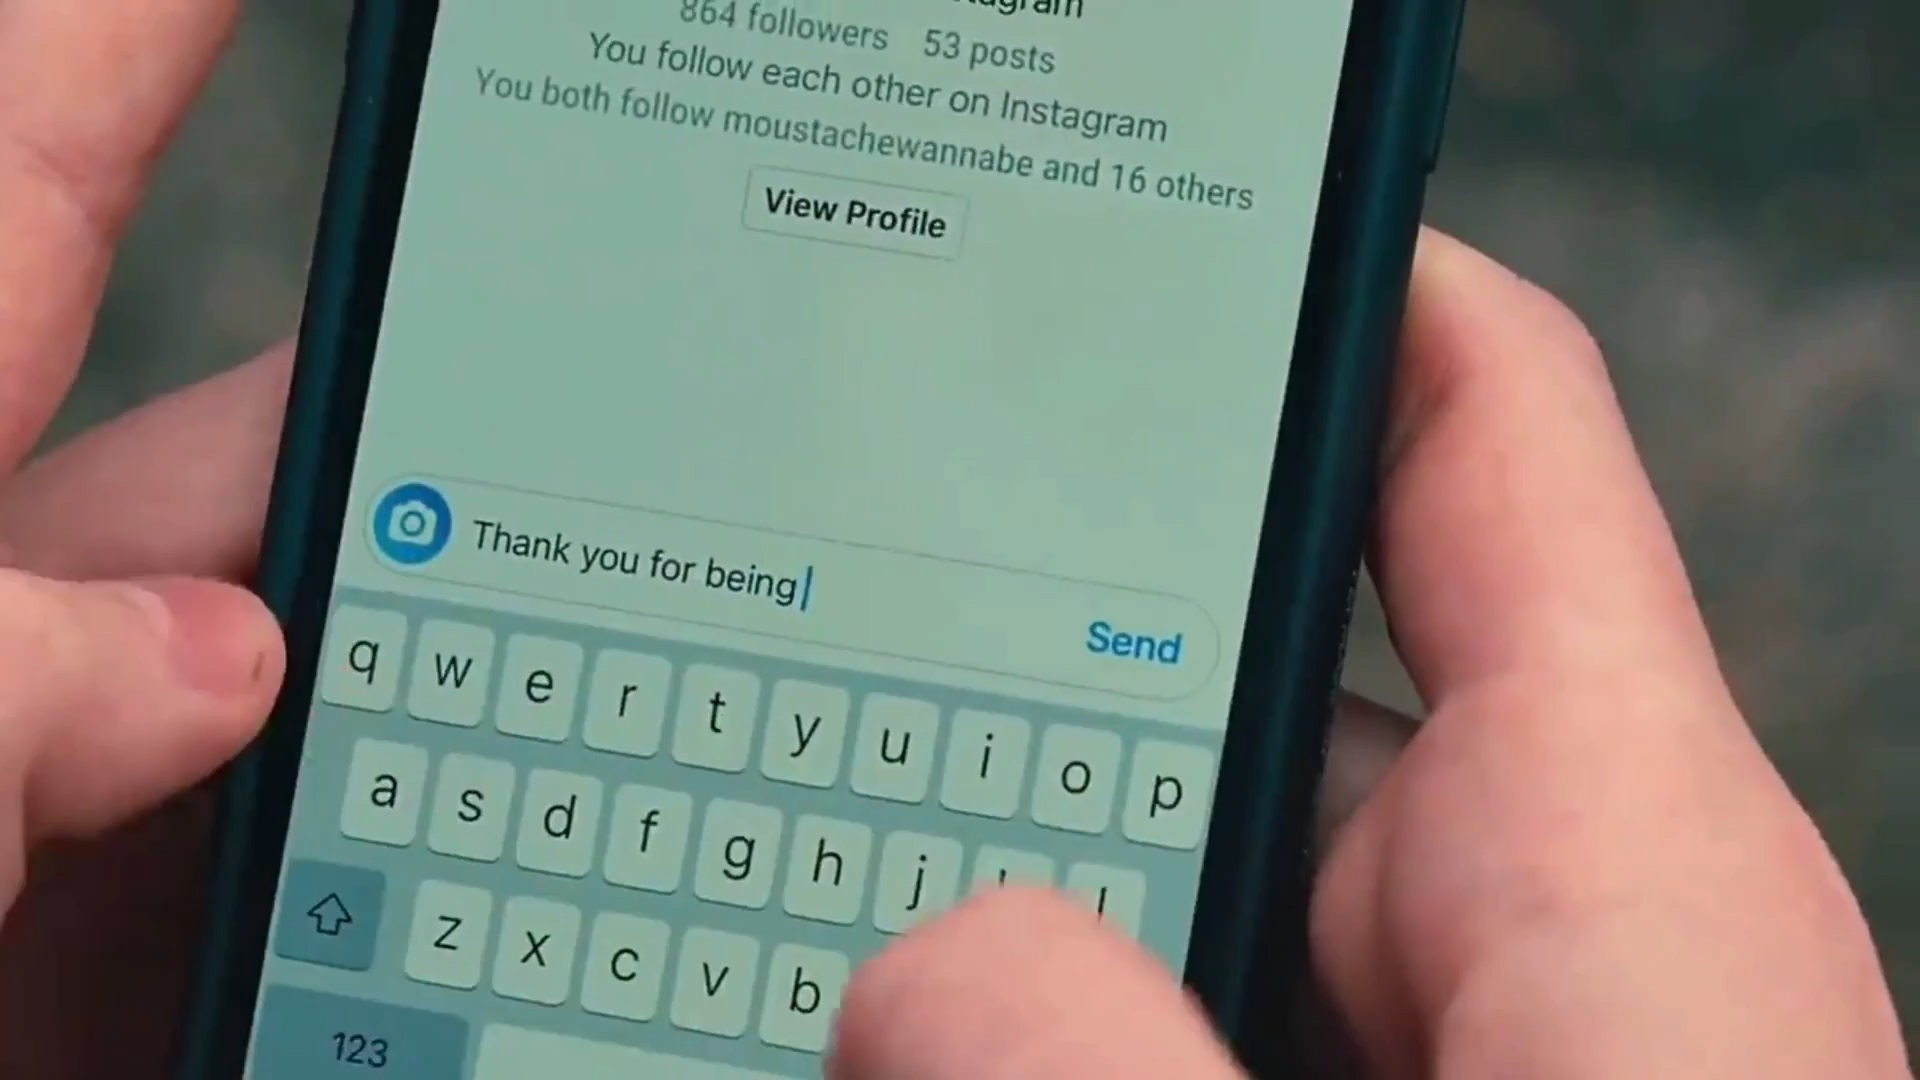 864 followers 53 posts
You follow each other on Instagram
You both follow moustachewannabe and 16 others
View Profile
Thank you for being
Send
q w e r t y u i o p
a s d f g h j
z x c v b
123